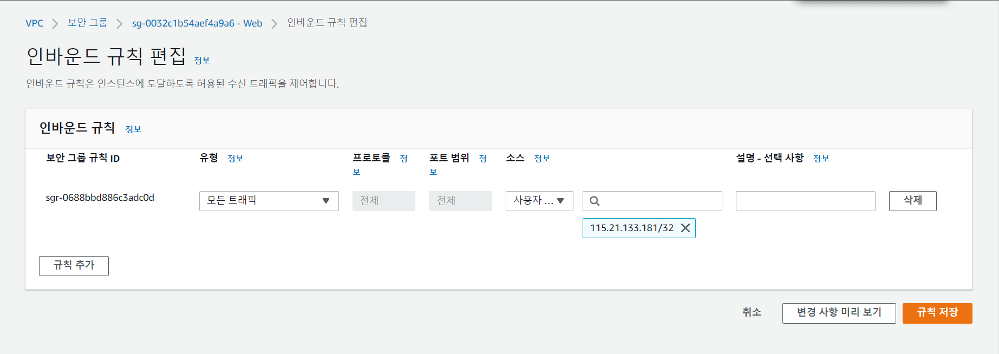 VPC > 보안 그룹 > sg-0032c1b54aef4a9a6 - Web > 인바운드 규칙 편집
인바운드 규칙 편집 정보
인바운드 규칙은 인스턴스에 도달하도록 허용된 수신 트래픽을 제어합니다.
인바운드 규칙 정보
보안 그룹 규칙 ID 유형 정보 프로토콜 정보 포트 범위 정보 소스 정보 설명 - 선택 사항 정보
sgr-0688bbd886c3adc0d 모든 트래픽 전체 전체 사용자 ... 삭제
115.21.133.181/32
규칙 추가
취소 변경 사항 미리 보기 규칙 저장